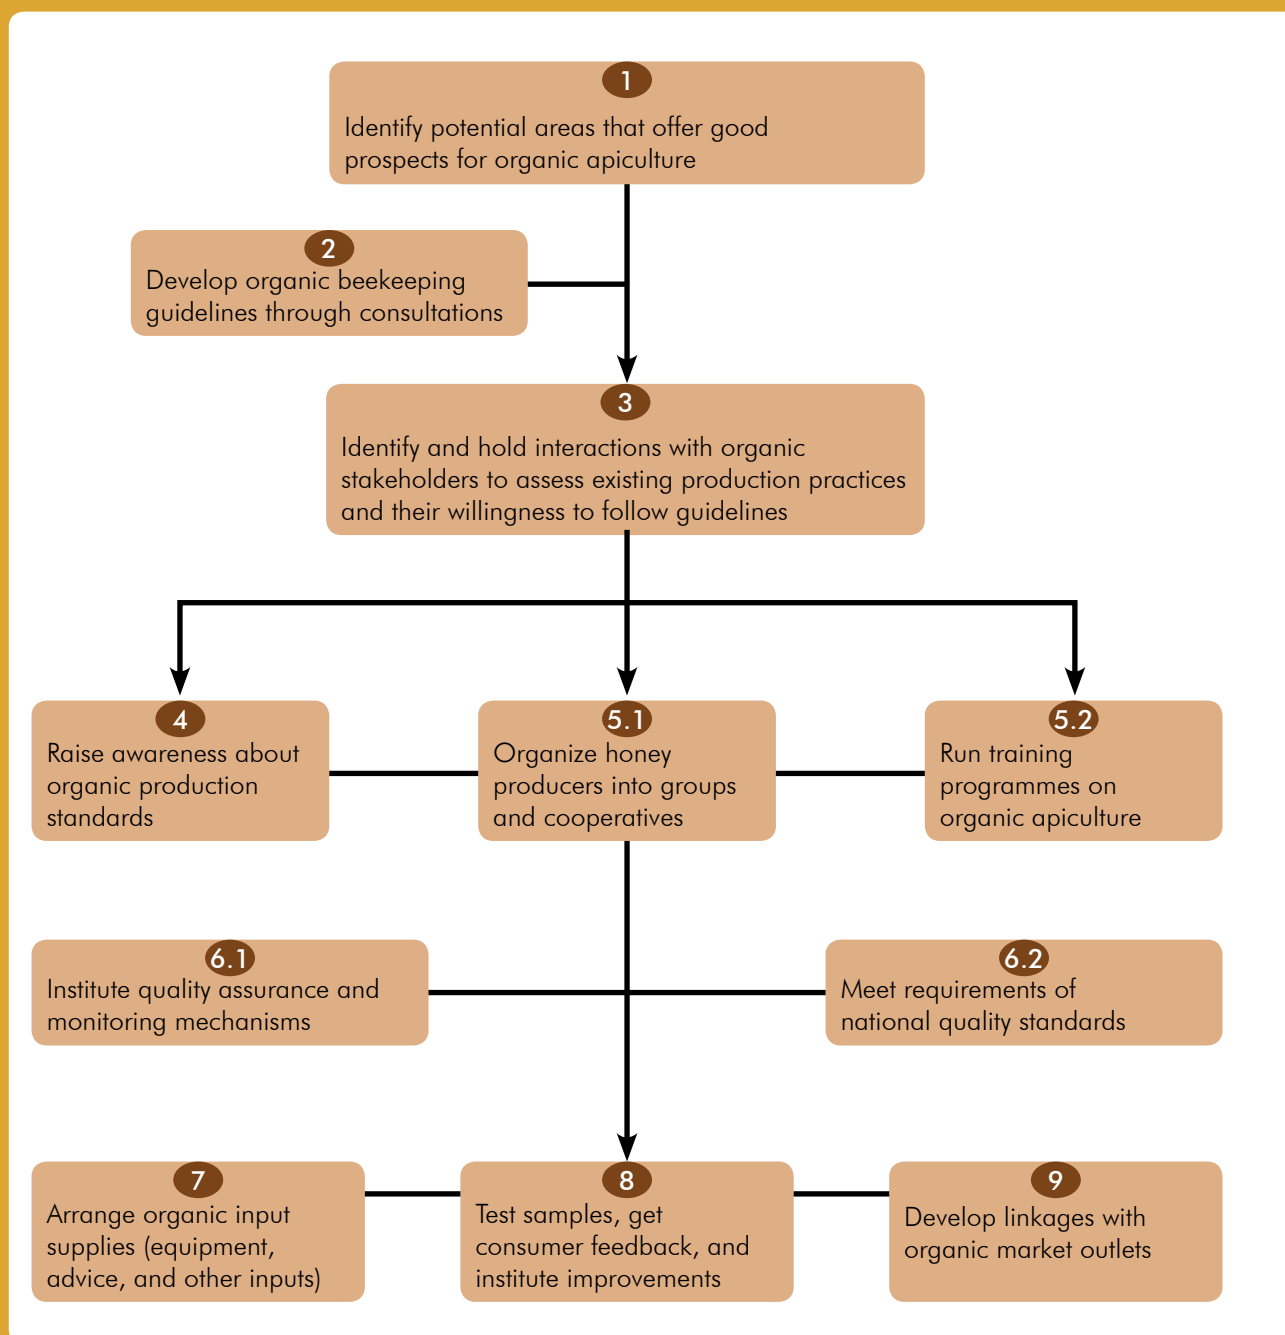 1
Identify potential areas that offer good
prospects for organic apiculture
2
Develop organic beekeeping
guidelines through consultations
3
Identify and hold interactions with organic
stakeholders to assess existing production practices
and their willingness to follow guidelines
4
Raise awareness about
organic production
standards
5.1
Organize honey
producers into groups
and cooperatives
5.2
Run training
programmes on
organic apiculture
6.1
Institute quality assurance and
monitoring mechanisms
6.2
Meet requirements of
national quality standards
7
Arrange organic input
supplies (equipment,
advice, and other inputs)
8
Test samples, get
consumer feedback, and
institute improvements
9
Develop linkages with
organic market outlets